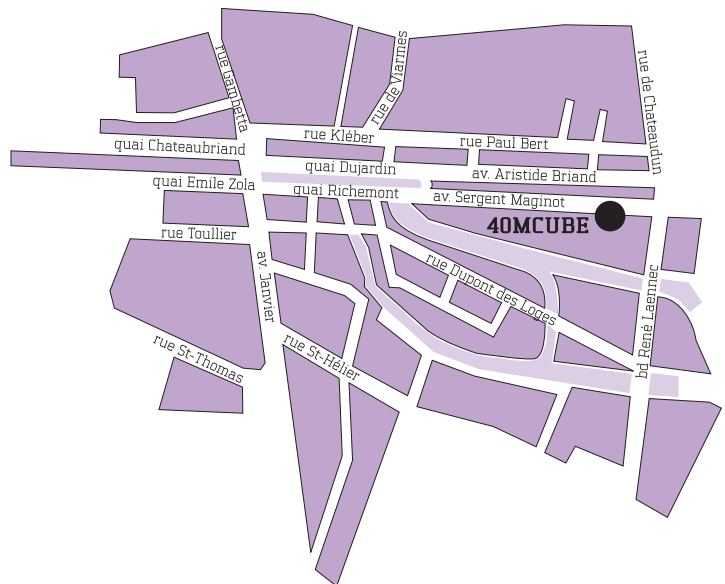 rue Gambetta
rue de Viarmes
rue de Chateaudun
rue Kléber
rue Paul Bert
quai Chateaubriand
quai Dujardin
av. Aristide Briand
quai Emile Zola
quai Richemont
av. Sergent Maginot
40MCUBE
rue Toullier
av. Janvier
rue Dupont des Loges
bd René Laennec
rue St-Thomas
rue St-Hélier